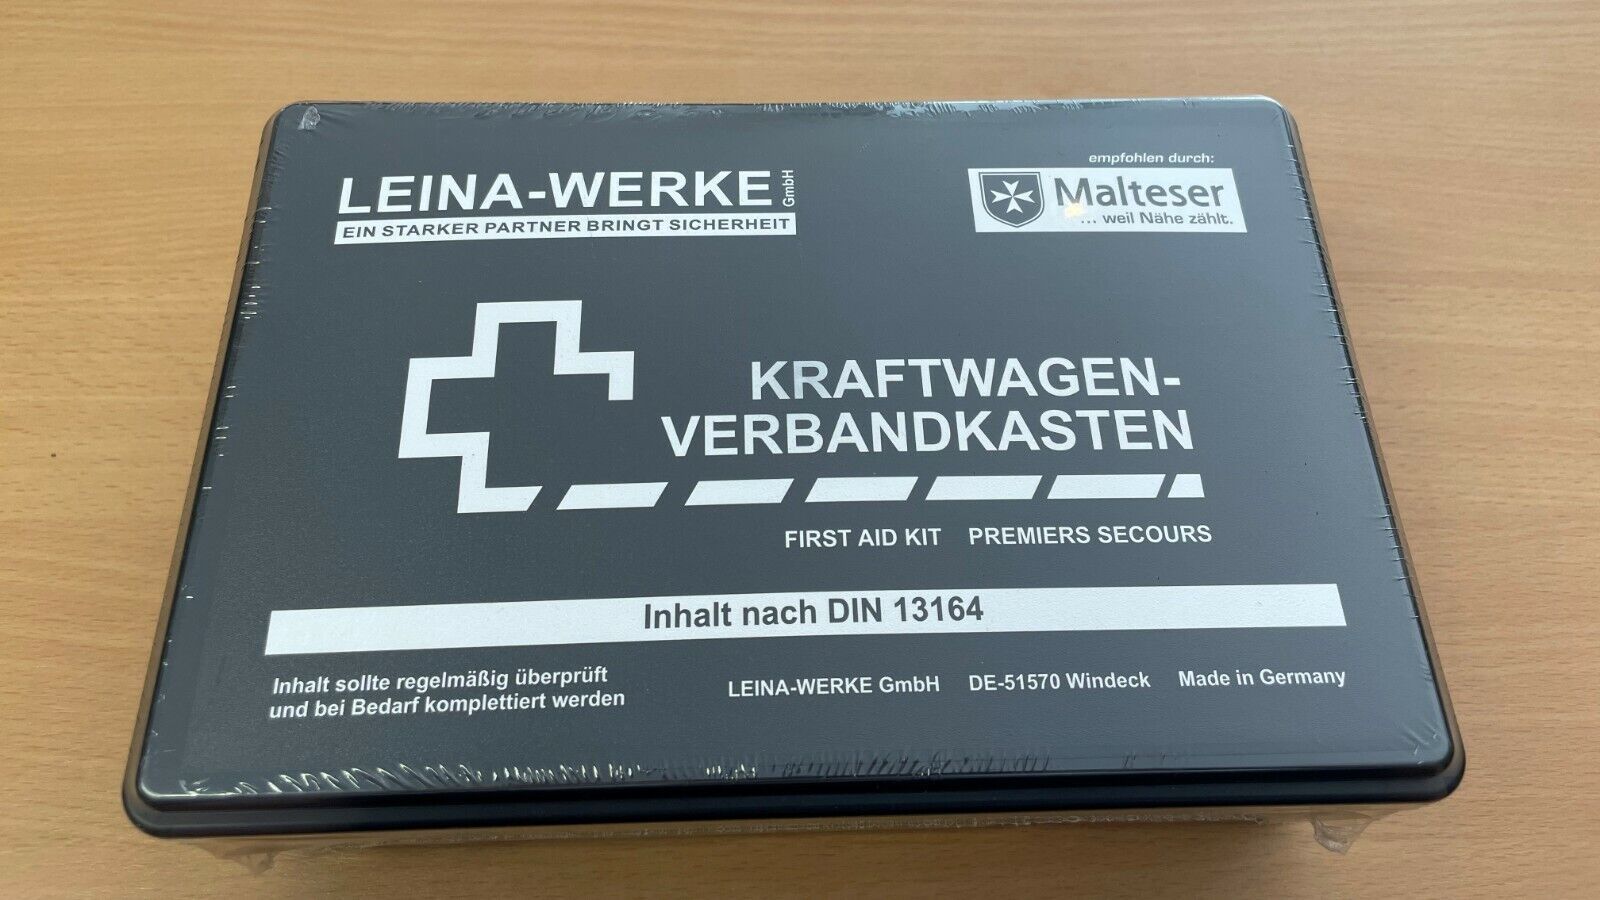 LEINA-WERKE GmbH
EIN STARKER PARTNER BRINGT SICHERHEIT
empfohlen durch:
Malteser
... weil Nähe zählt.
KRAFTWAGEN-
VERBANDKASTEN
FIRST AID KIT PREMIERS SECOURS
Inhalt nach DIN 13164
Inhalt sollte regelmäßig überprüft
und bei Bedarf komplettiert werden
LEINA-WERKE GmbH DE-51570 Windeck Made in Germany